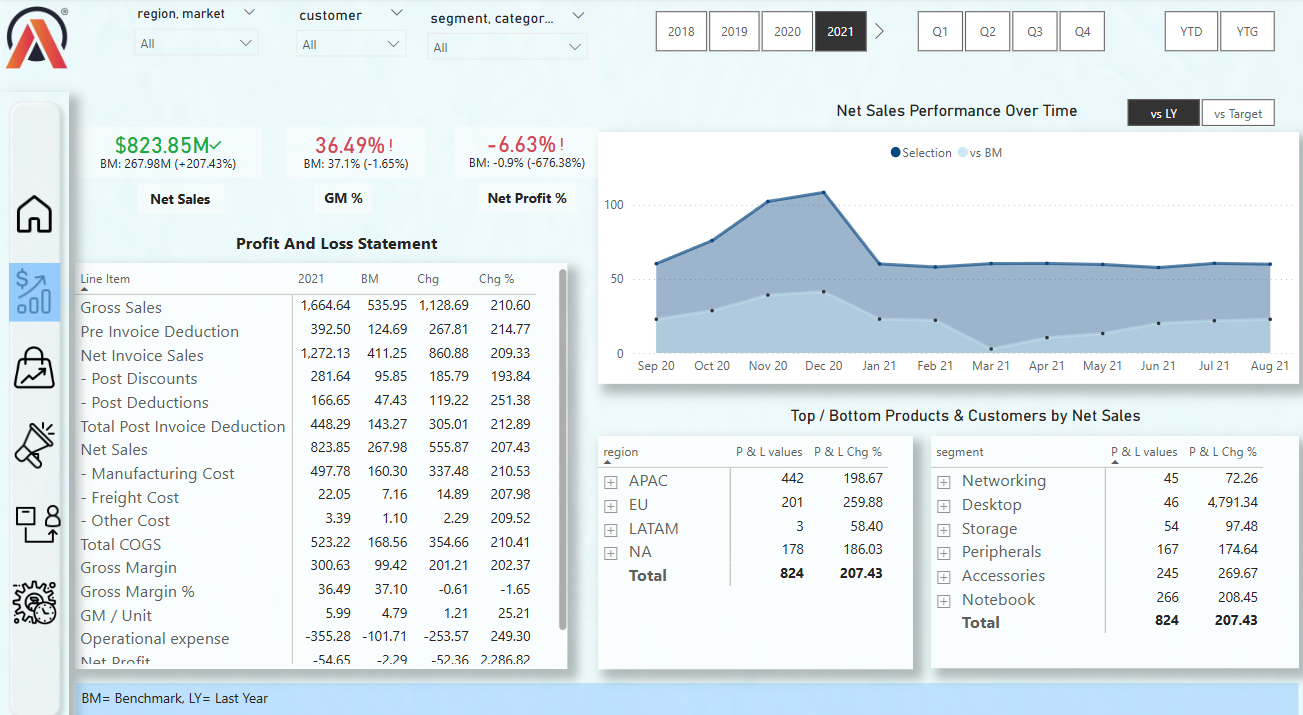 region, market
customer
segment, categor...
All
All
All
2018 2019 2020 2021 Q1 Q2 Q3 Q4 YTD YTG
$823.85M
BM: 267.98M (+207.43%)
Net Sales
36.49%!
BM: 37.1% (-1.65%)
GM %
-6.63%!
BM: -0.9% (-676.38%)
Net Profit %
Net Sales Performance Over Time
vs LY vs Target
Selection vs BM
100
50
0
Sep 20 Oct 20 Nov 20 Dec 20 Jan 21 Feb 21 Mar 21 Apr 21 May 21 Jun 21 Jul 21 Aug 21
Profit And Loss Statement
Line Item 2021 BM Chg Chg %
Gross Sales 1,664.64 535.95 1,128.69 210.60
Pre Invoice Deduction 392.50 124.69 267.81 214.77
Net Invoice Sales 1,272.13 411.25 860.88 209.33
- Post Discounts 281.64 95.85 185.79 193.84
- Post Deductions 166.65 47.43 119.22 251.38
Total Post Invoice Deduction 448.29 143.27 305.01 212.89
Net Sales 823.85 267.98 555.87 207.43
- Manufacturing Cost 497.78 160.30 337.48 210.53
- Freight Cost 22.05 7.16 14.89 207.98
- Other Cost 3.39 1.10 2.29 209.52
Total COGS 523.22 168.56 354.66 210.41
Gross Margin 300.63 99.42 201.21 202.37
Gross Margin % 36.49 37.10 -0.61 -1.65
GM / Unit 5.99 4.79 1.21 25.21
Operational expense -355.28 -101.71 -253.57 249.30
Net Profit -54.65 -2.29 -52.36 2,286.82
Top / Bottom Products & Customers by Net Sales
region P & L values P & L Chg %
APAC 442 198.67
EU 201 259.88
LATAM 3 58.40
NA 178 186.03
Total 824 207.43
segment P & L values P & L Chg %
Networking 45 72.26
Desktop 46 4,791.34
Storage 54 97.48
Peripherals 167 174.64
Accessories 245 269.67
Notebook 266 208.45
Total 824 207.43
BM= Benchmark, LY= Last Year